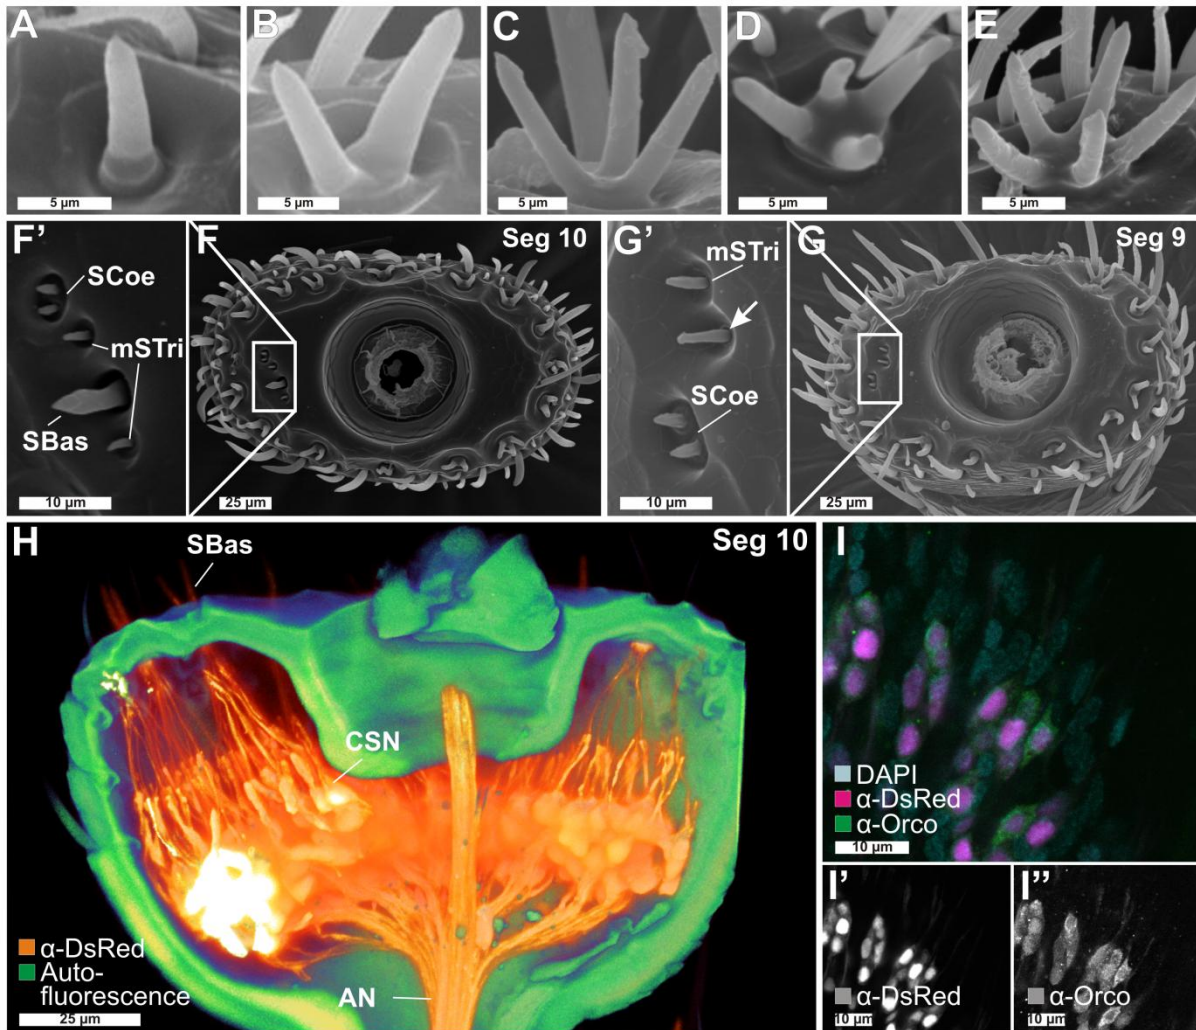 A
B
C
D
E
5 µm
5 µm
5 µm
5 µm
5 µm
F'
SCoe
mSTri
SBas
10 µm
F
Seg 10
25 µm
G'
mSTri
SCoe
10 µm
G
Seg 9
25 µm
H
SBas
Seg 10
CSN
AN
α-DsRed
Auto-
fluorescence
25 µm
I
DAPI
α-DsRed
α-Orco
10 µm
I'
α-DsRed
10 µm
I''
α-Orco
10 µm